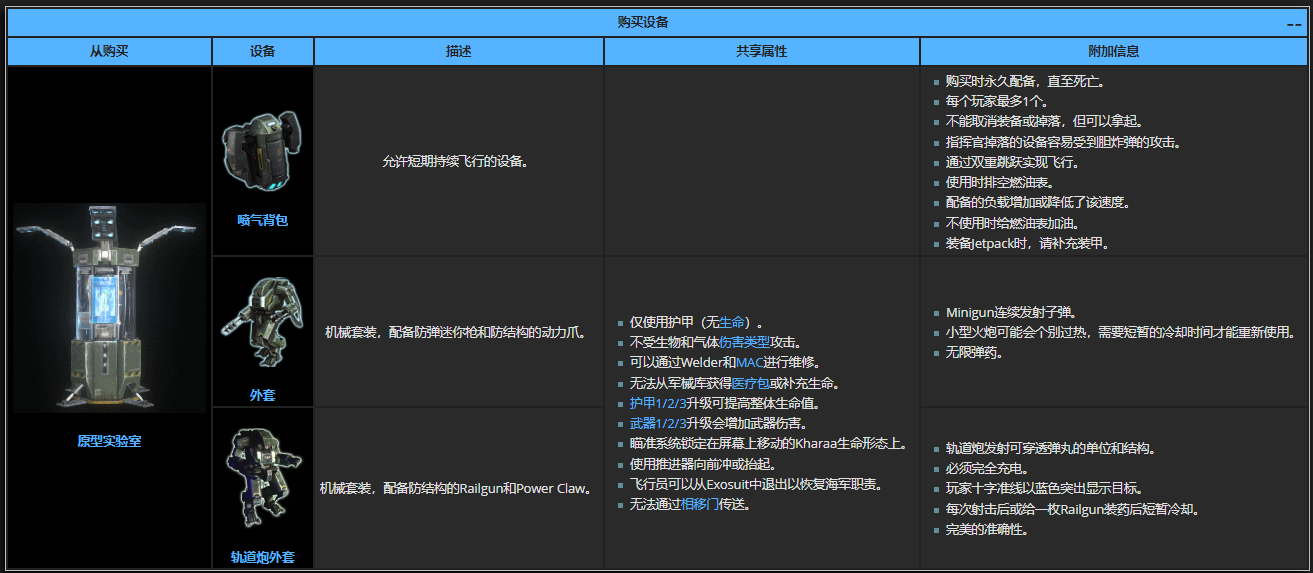 购买设备
--
从购买
设备
描述
共享属性
附加信息
原型实验室
喷气背包
允许短期持续飞行的设备。
购买时永久配备，直至死亡。
每个玩家最多1个。
不能取消装备或掉落，但可以拿起。
指挥官掉落的设备容易受到胆炸弹的攻击。
通过双重跳跃实现飞行。
使用时排空燃油表。
配备的负载增加或降低了该速度。
不使用时给燃油表加油。
装备Jetpack时，请补充装甲。
外套
机械套装，配备防弹迷你枪和防结构的动力爪。
仅使用护甲（无生命）。
不受生物和气体伤害类型攻击。
可以通过Welder和MAC进行维修。
无法从军械库获得医疗包或补充生命。
护甲1/2/3升级可提高整体生命值。
武器1/2/3升级会增加武器伤害。
瞄准系统锁定在屏幕上移动的Kharaa生命形态上。
使用推进器向前冲或抬起。
飞行员可以从Exosuit中退出以恢复海军职责。
无法通过相移门传送。
Minigun连续发射子弹。
小型火炮可能会个别过热，需要短暂的冷却时间才能重新使用。
无限弹药。
轨道炮外套
机械套装，配备防结构的Railgun和Power Claw。
轨道炮发射可穿透弹丸的单位和结构。
必须完全充电。
玩家十字准线以蓝色突出显示目标。
每次射击后或给一枚Railgun装药后短暂冷却。
完美的准确性。